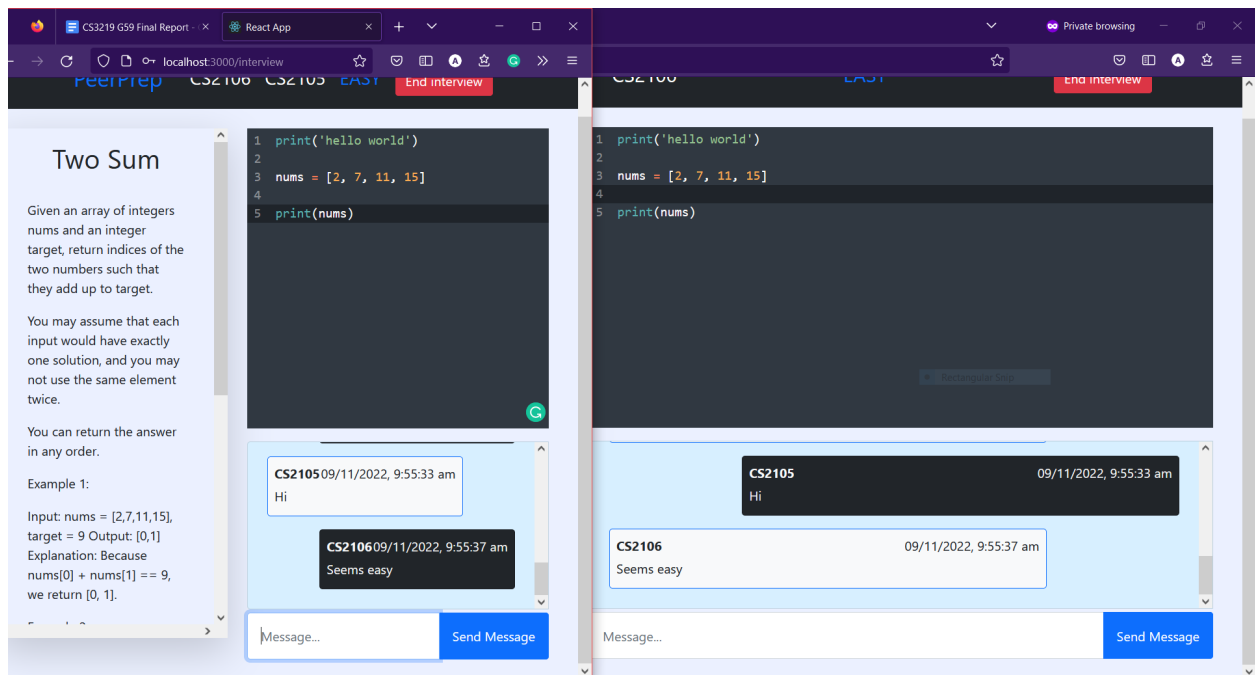 CS3219 G59 Final Report -
React App
Private browsing
localhost:3000/interview
PeerPrep CS2106 CS2105 EASY End interview
CS2106 EASY End interview
Two Sum
Given an array of integers
nums and an integer
target, return indices of the
two numbers such that
they add up to target.
You may assume that each
input would have exactly
one solution, and you may
not use the same element
twice.
You can return the answer
in any order.
Example 1:
Input: nums = [2,7,11,15],
target = 9 Output: [0,1]
Explanation: Because
nums[0] + nums[1] == 9,
we return [0, 1].
1 print('hello world')
2
3 nums = [2, 7, 11, 15]
4
5 print(nums)
CS2105 09/11/2022, 9:55:33 am
Hi
CS2106 09/11/2022, 9:55:37 am
Seems easy
Message...
Send Message
1 print('hello world')
2
3 nums = [2, 7, 11, 15]
4
5 print(nums)
Rectangular Snip
CS2105 09/11/2022, 9:55:33 am
Hi
CS2106 09/11/2022, 9:55:37 am
Seems easy
Message...
Send Message